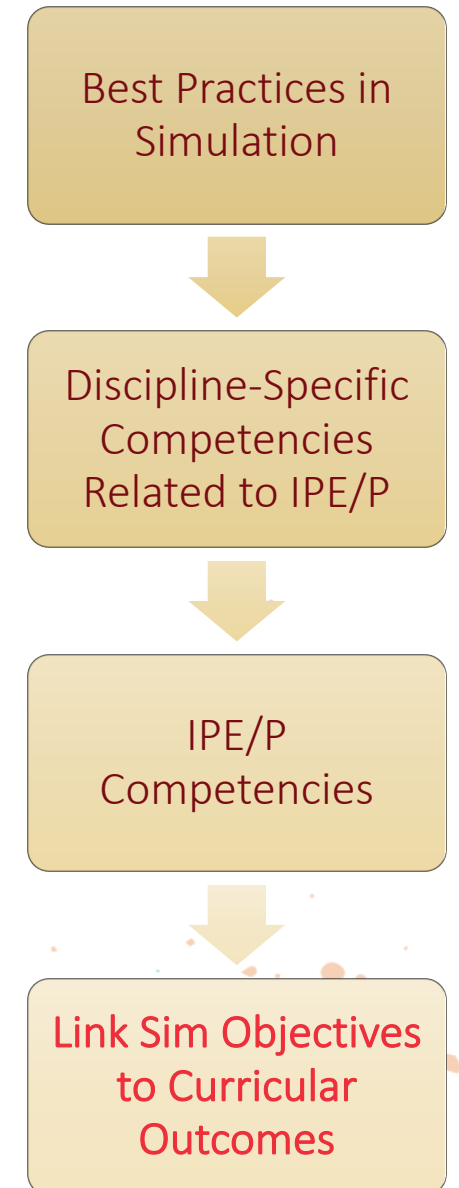 Best Practices in
Simulation
Discipline-Specific
Competencies
Related to IPE/P
IPE/P
Competencies
Link Sim Objectives
to Curricular
Outcomes